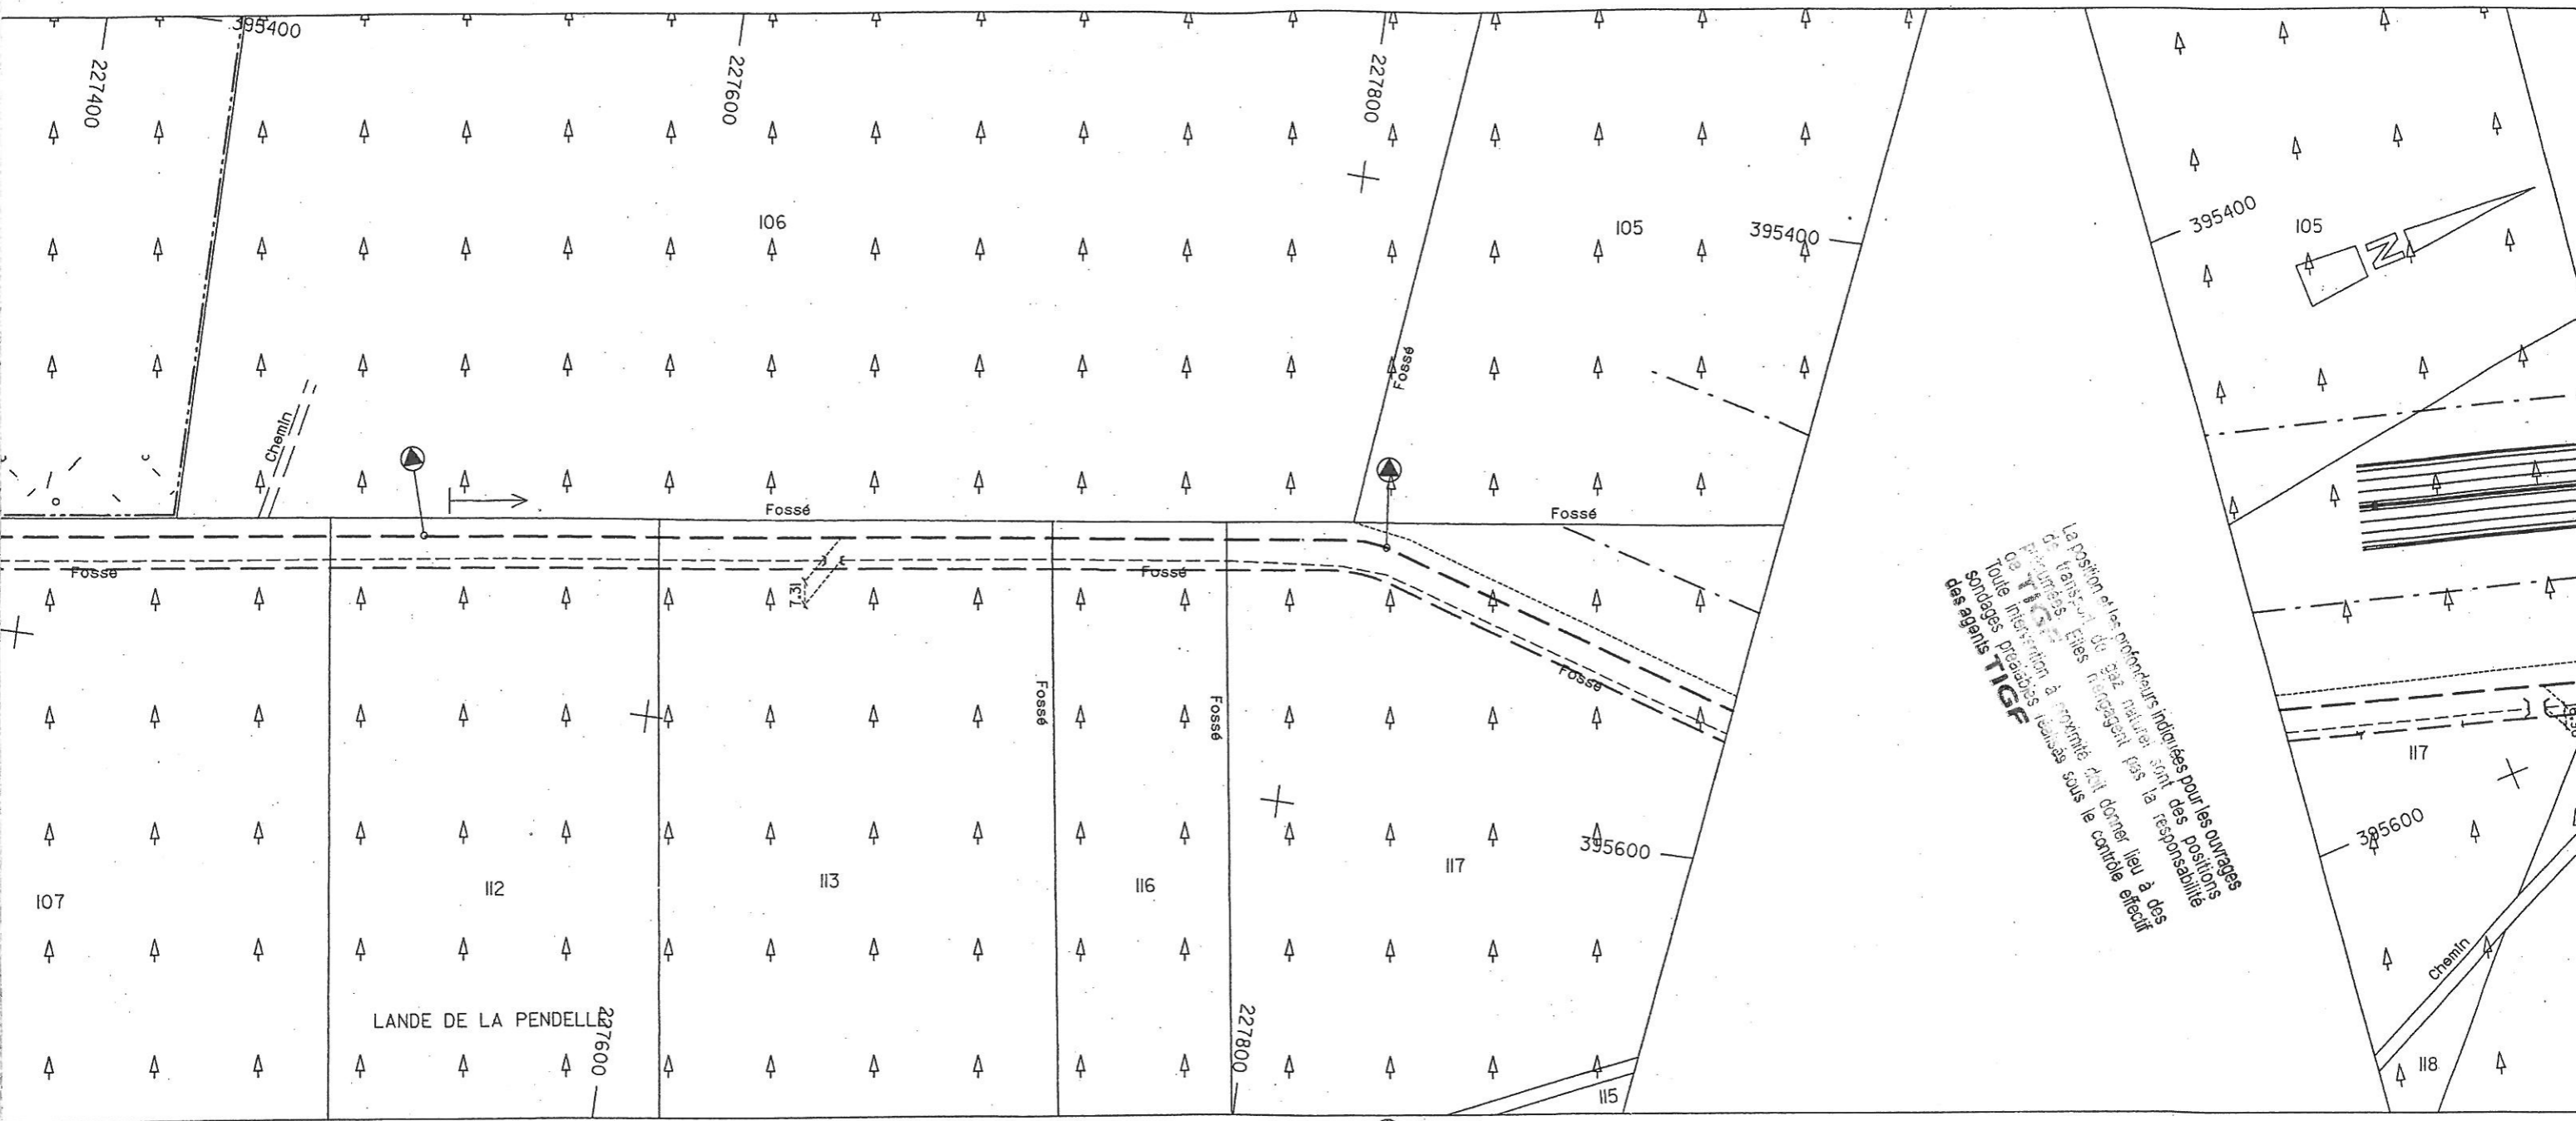 395400
227400
227600
227800
106
105
395400
395400
105
N
Chemin
Fossé
Fossé
Fossé
Fossé
Fossé
7.31
Fossé
Fossé
Fossé
La position et les profondeurs indiquées pour les ouvrages
de transport de gaz naturel sont des positions
Elles n'engagent pas la responsabilité
de TIGF
Toute intervention à proximité doit donner lieu à des
sondages préalables réalisés sous le contrôle effectif
des agents TIGF
117
107
112
113
116
117
395600
395600
Chemin
LANDE DE LA PENDELLE
227600
227800
115
118